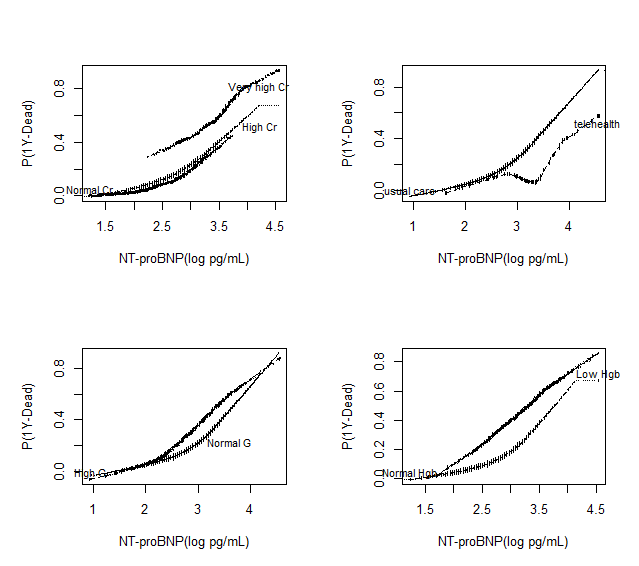 P(1Y-Dead)
0.0 0.4 0.8
Very high Cr
High Cr
Normal Cr
1.5 2.5 3.5 4.5
NT-proBNP(log pg/mL)
P(1Y-Dead)
0.0 0.4 0.8
telehealth
usual care
1 2 3 4
NT-proBNP(log pg/mL)
P(1Y-Dead)
0.0 0.4 0.8
Normal G
High G
1 2 3 4
NT-proBNP(log pg/mL)
P(1Y-Dead)
0.0 0.2 0.4 0.6 0.8
Low Hgb
Normal Hgb
1.5 2.5 3.5 4.5
NT-proBNP(log pg/mL)